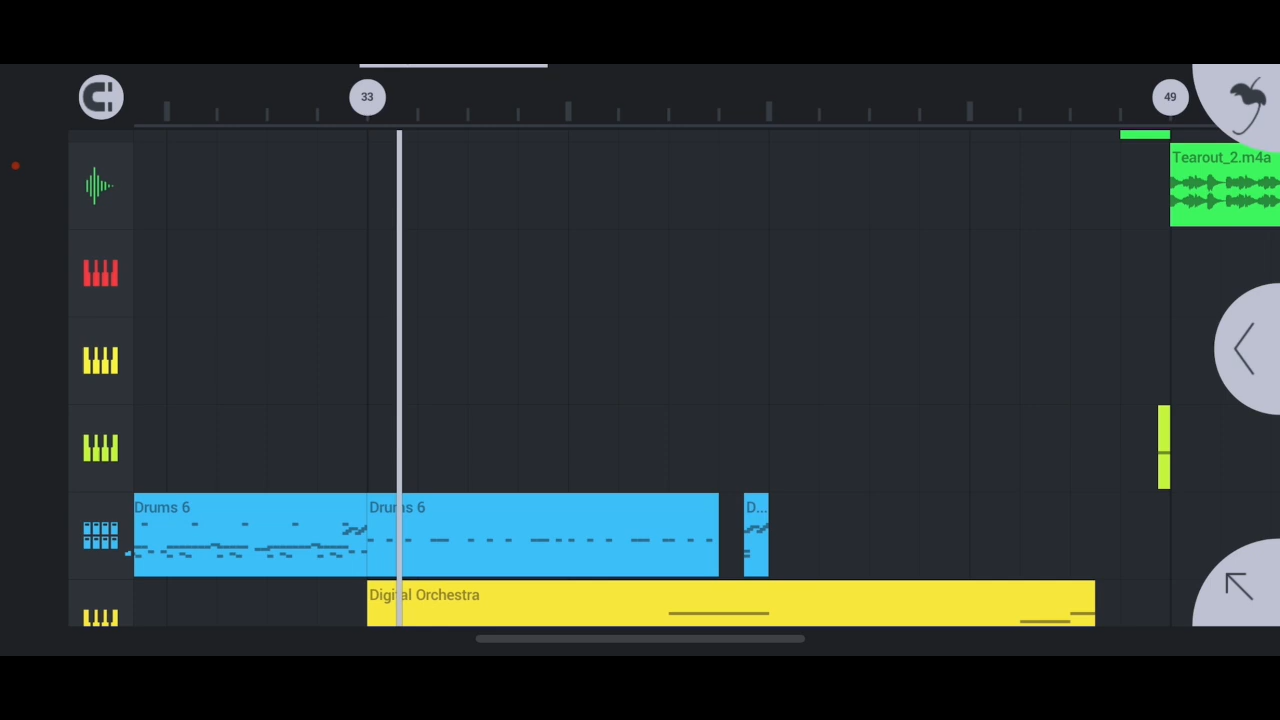 33
49
Tearout_2.m4a
Drums 6
Drums 6
D...
Digital Orchestra